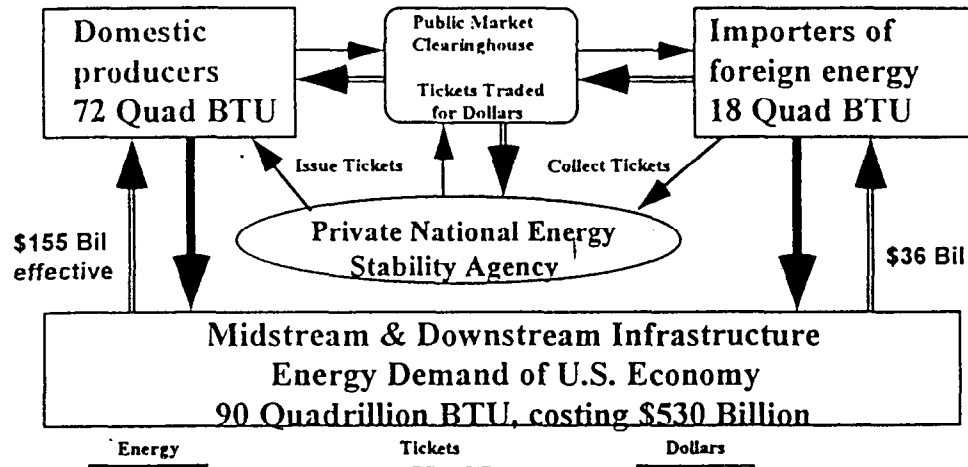 Domestic
producers
72 Quad BTU
Public Market
Clearinghouse
Tickets Traded
for Dollars
Importers of
foreign energy
18 Quad BTU
Issue Tickets
Collect Tickets
Private National Energy
Stability Agency
$155 Bil
effective
$36 Bil
Midstream & Downstream Infrastructure
Energy Demand of U.S. Economy
90 Quadrillion BTU, costing $530 Billion
Energy
Tickets
Dollars